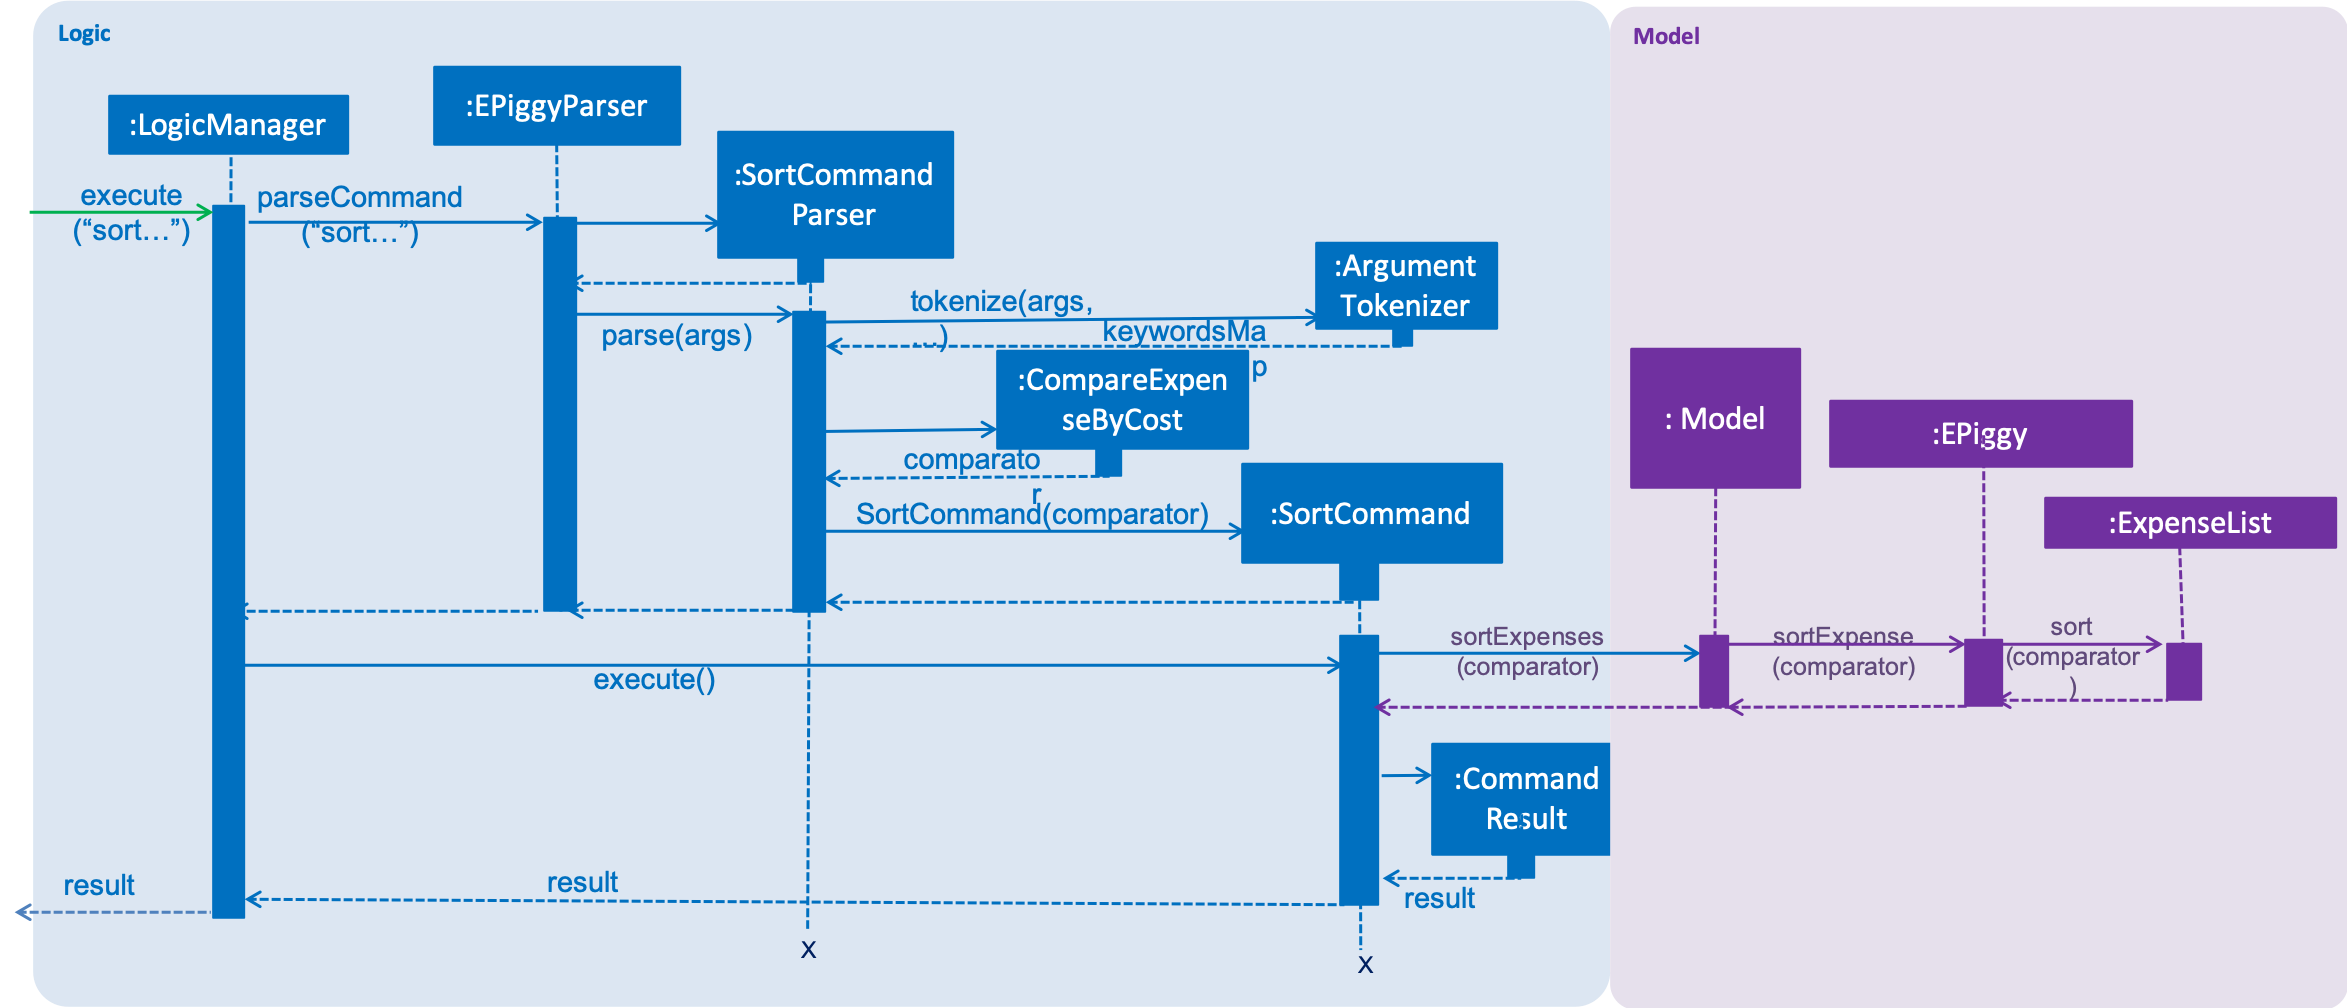 Logic
Model
:LogicManager
:EPiggyParser
:SortCommand
Parser
execute
(“sort…”)
parseCommand
(“sort…”)
:Argument
Tokenizer
tokenize(args,
…)
parse(args)
keywordsMa
p
:CompareExpen
seByCost
comparato
r
SortCommand(comparator)
:SortCommand
: Model
:EPiggy
:ExpenseList
sortExpenses
(comparator)
sortExpense
(comparator)
sort
(comparator
)
execute()
:Command
Result
result
result
result
x
x